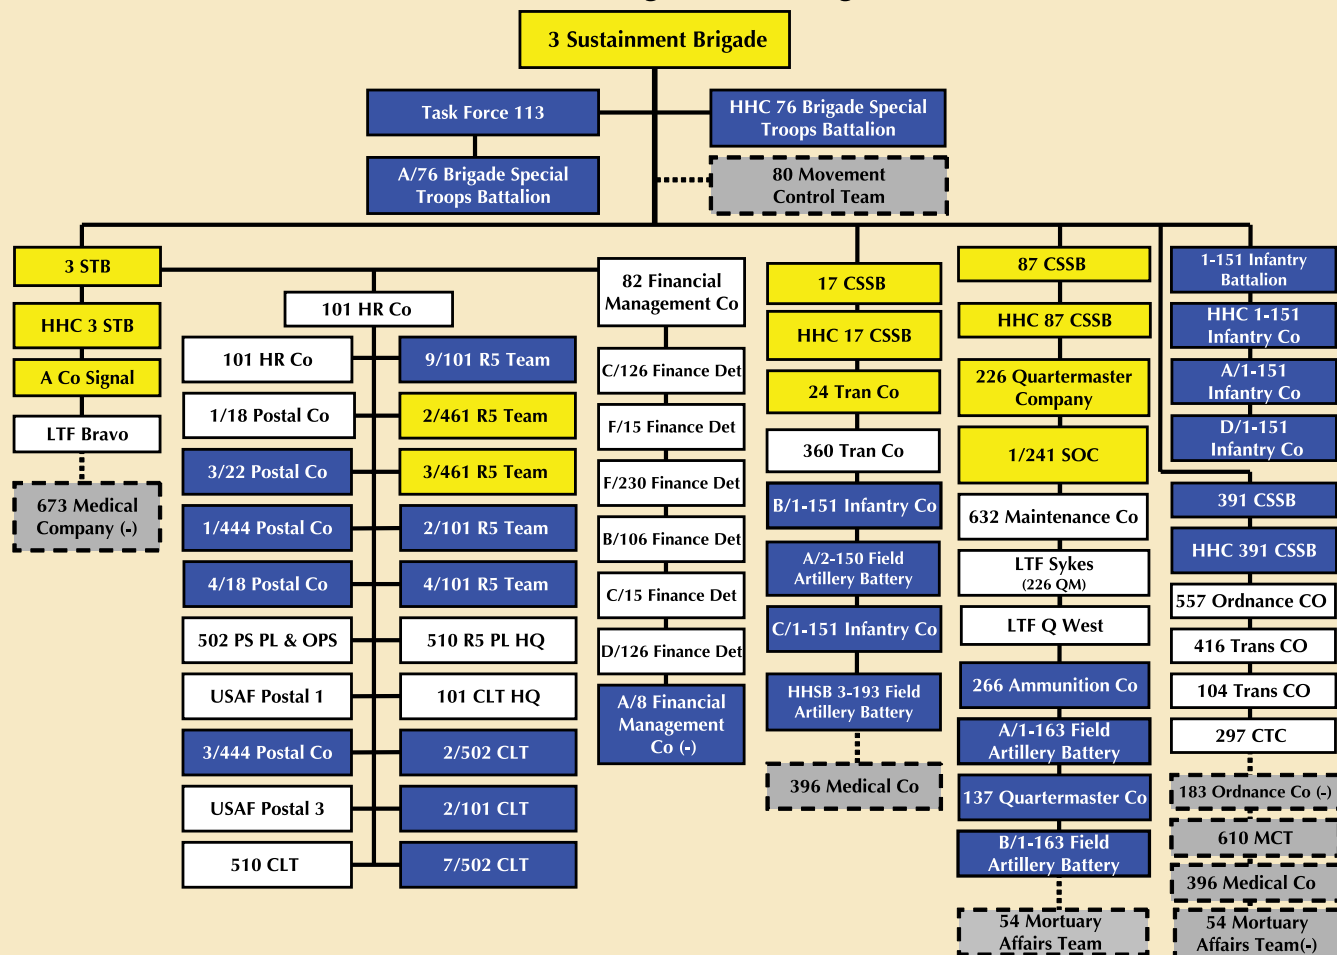 3 Sustainment Brigade
Task Force 113
HHC 76 Brigade Special
Troops Battalion
A/76 Brigade Special
Troops Battalion
80 Movement
Control Team
3 STB
HHC 3 STB
A Co Signal
LTF Bravo
673 Medical
Company (-)
101 HR Co
101 HR Co
9/101 R5 Team
1/18 Postal Co
2/461 R5 Team
3/22 Postal Co
3/461 R5 Team
1/444 Postal Co
2/101 R5 Team
4/18 Postal Co
4/101 R5 Team
502 PS PL & OPS
510 R5 PL HQ
USAF Postal 1
101 CLT HQ
3/444 Postal Co
2/502 CLT
USAF Postal 3
2/101 CLT
510 CLT
7/502 CLT
82 Financial
Management Co
C/126 Finance Det
F/15 Finance Det
F/230 Finance Det
B/106 Finance Det
C/15 Finance Det
D/126 Finance Det
A/8 Financial
Management
Co (-)
17 CSSB
HHC 17 CSSB
24 Tran Co
360 Tran Co
B/1-151 Infantry Co
A/2-150 Field
Artillery Battery
C/1-151 Infantry Co
HHSB 3-193 Field
Artillery Battery
396 Medical Co
87 CSSB
HHC 87 CSSB
226 Quartermaster
Company
1/241 SOC
632 Maintenance Co
LTF Sykes
(226 QM)
LTF Q West
266 Ammunition Co
A/1-163 Field
Artillery Battery
137 Quartermaster Co
B/1-163 Field
Artillery Battery
54 Mortuary
Affairs Team
1-151 Infantry
Battalion
HHC 1-151
Infantry Co
A/1-151
Infantry Co
D/1-151
Infantry Co
391 CSSB
HHC 391 CSSB
557 Ordnance CO
416 Trans CO
104 Trans CO
297 CTC
183 Ordnance Co (-)
610 MCT
396 Medical Co
54 Mortuary
Affairs Team(-)